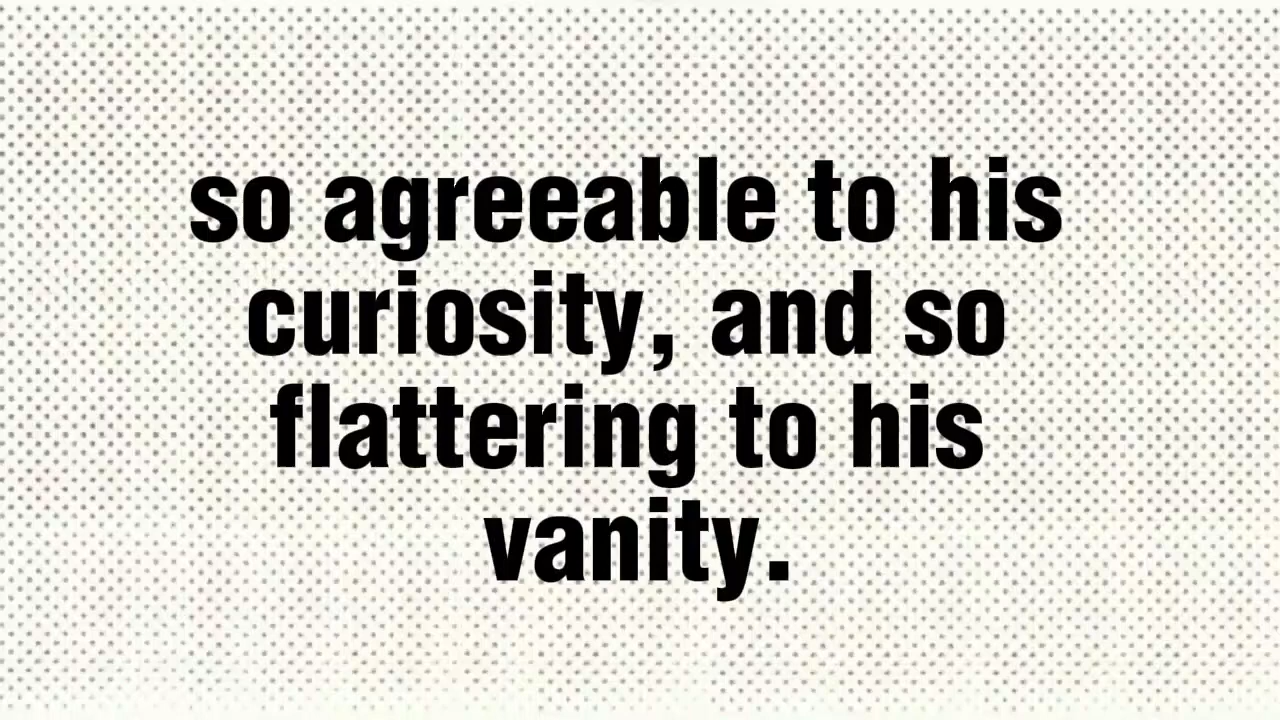 so agreeable to his
curiosity, and so
flattering to his
vanity.